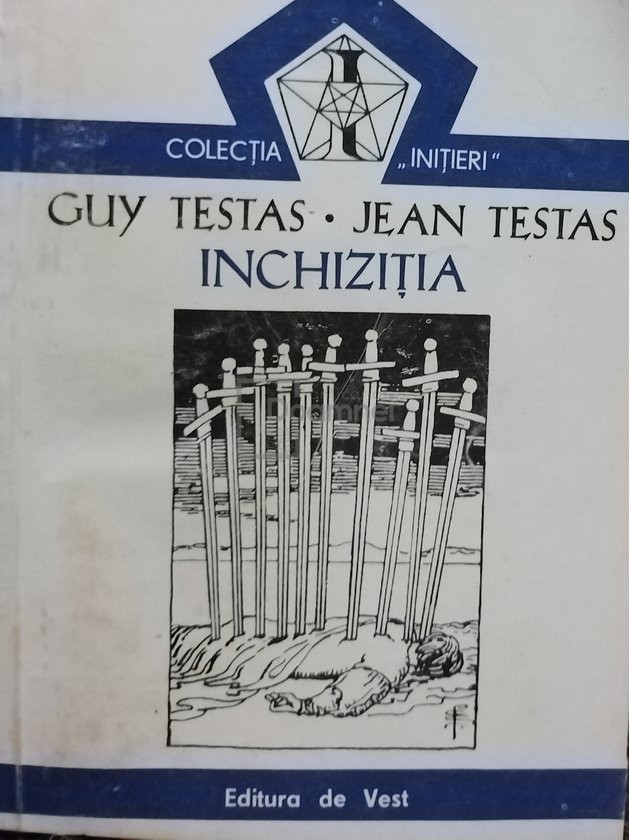 COLECȚIA „INIȚIERI“
GUY TESTAS • JEAN TESTAS
INCHIZIȚIA
Editura de Vest